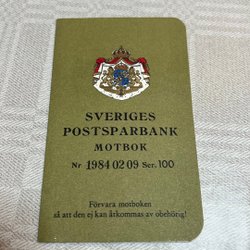 SVERIGES
POSTSPARBANK
MOTBOK
Nr 1984 02 09 Ser. 100
Förvara motboken
så att den ej kan åtkommas av obehörig!